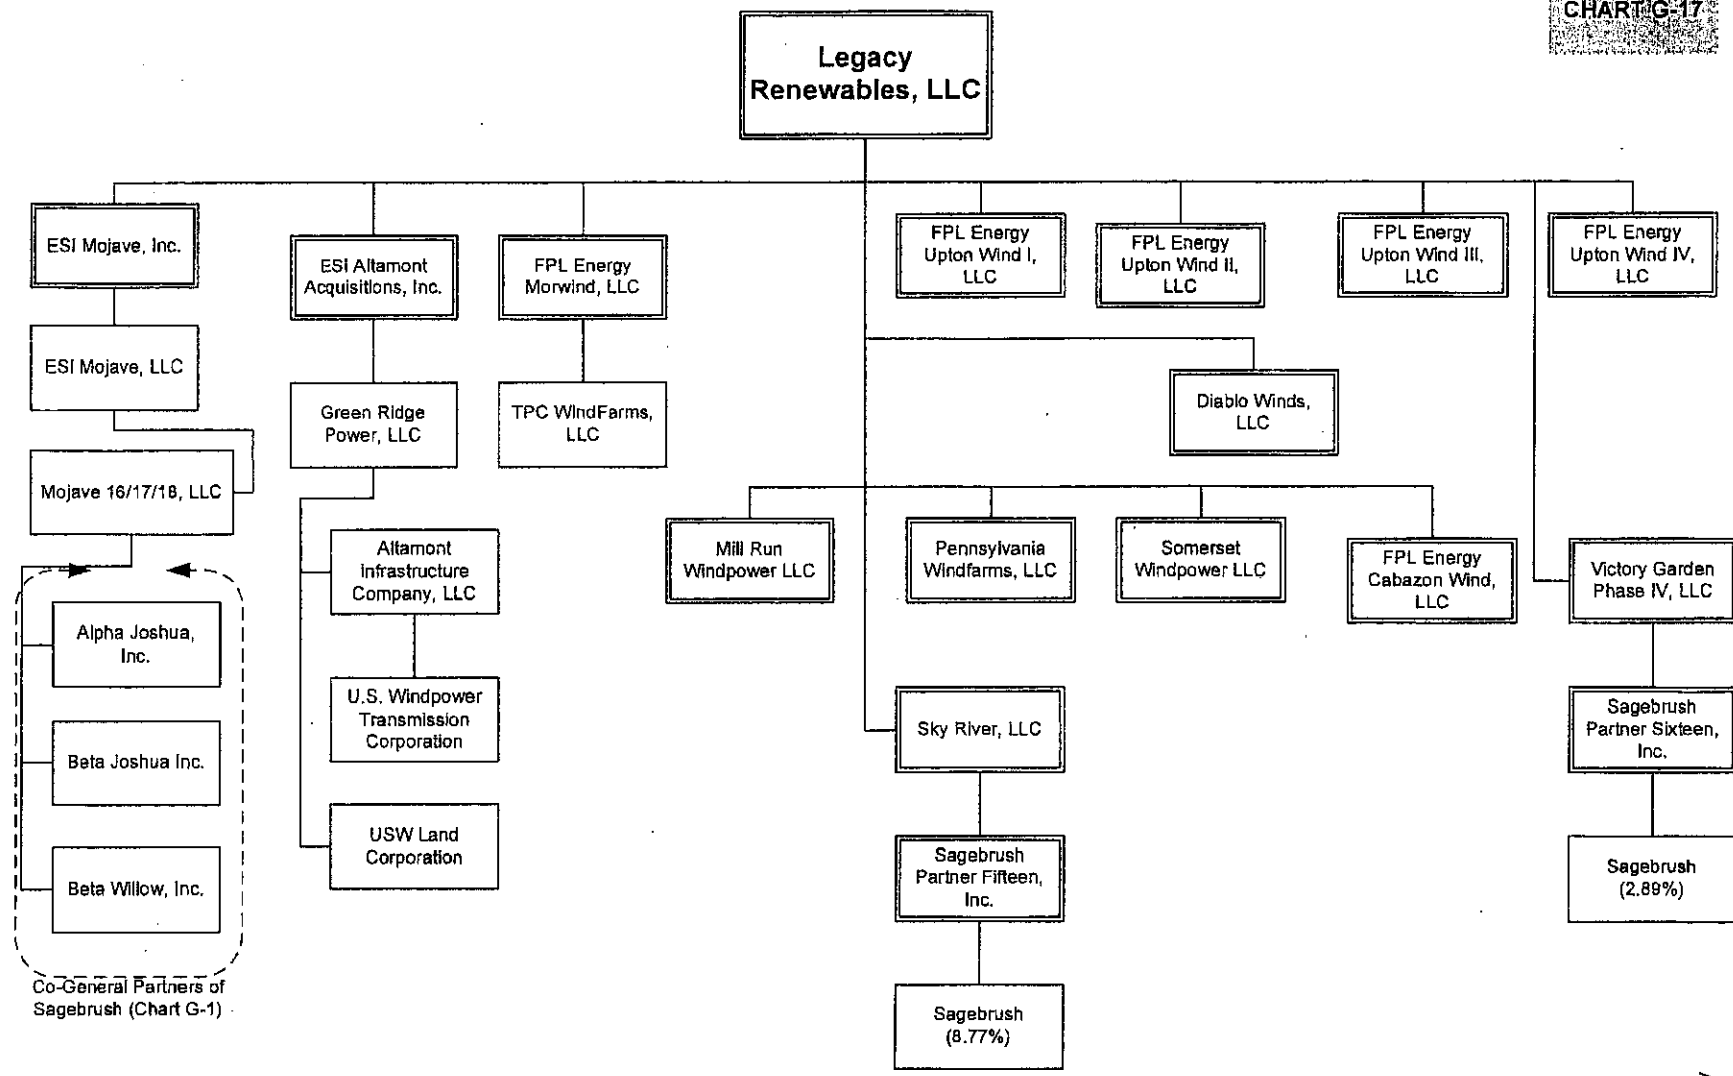 CHART G-17
Legacy
Renewables, LLC
ESI Mojave, Inc.
ESI Altamont
Acquisitions, Inc.
FPL Energy
Morwind, LLC
FPL Energy
Upton Wind I,
LLC
FPL Energy
Upton Wind II,
LLC
FPL Energy
Upton Wind III,
LLC
FPL Energy
Upton Wind IV,
LLC
ESI Mojave, LLC
Green Ridge
Power, LLC
TPC WindFarms,
LLC
Diablo Winds,
LLC
Mojave 16/17/18, LLC
Altamont
Infrastructure
Company, LLC
Mill Run
Windpower LLC
Pennsylvania
Windfarms, LLC
Somerset
Windpower LLC
FPL Energy
Cabazon Wind,
LLC
Victory Garden
Phase IV, LLC
Alpha Joshua,
Inc.
U.S. Windpower
Transmission
Corporation
Sky River, LLC
Sagebrush
Partner Sixteen,
Inc.
Beta Joshua Inc.
USW Land
Corporation
Sagebrush
Partner Fifteen,
Inc.
Sagebrush
(2.89%)
Beta Willow, Inc.
Co-General Partners of
Sagebrush (Chart G-1)
Sagebrush
(8.77%)